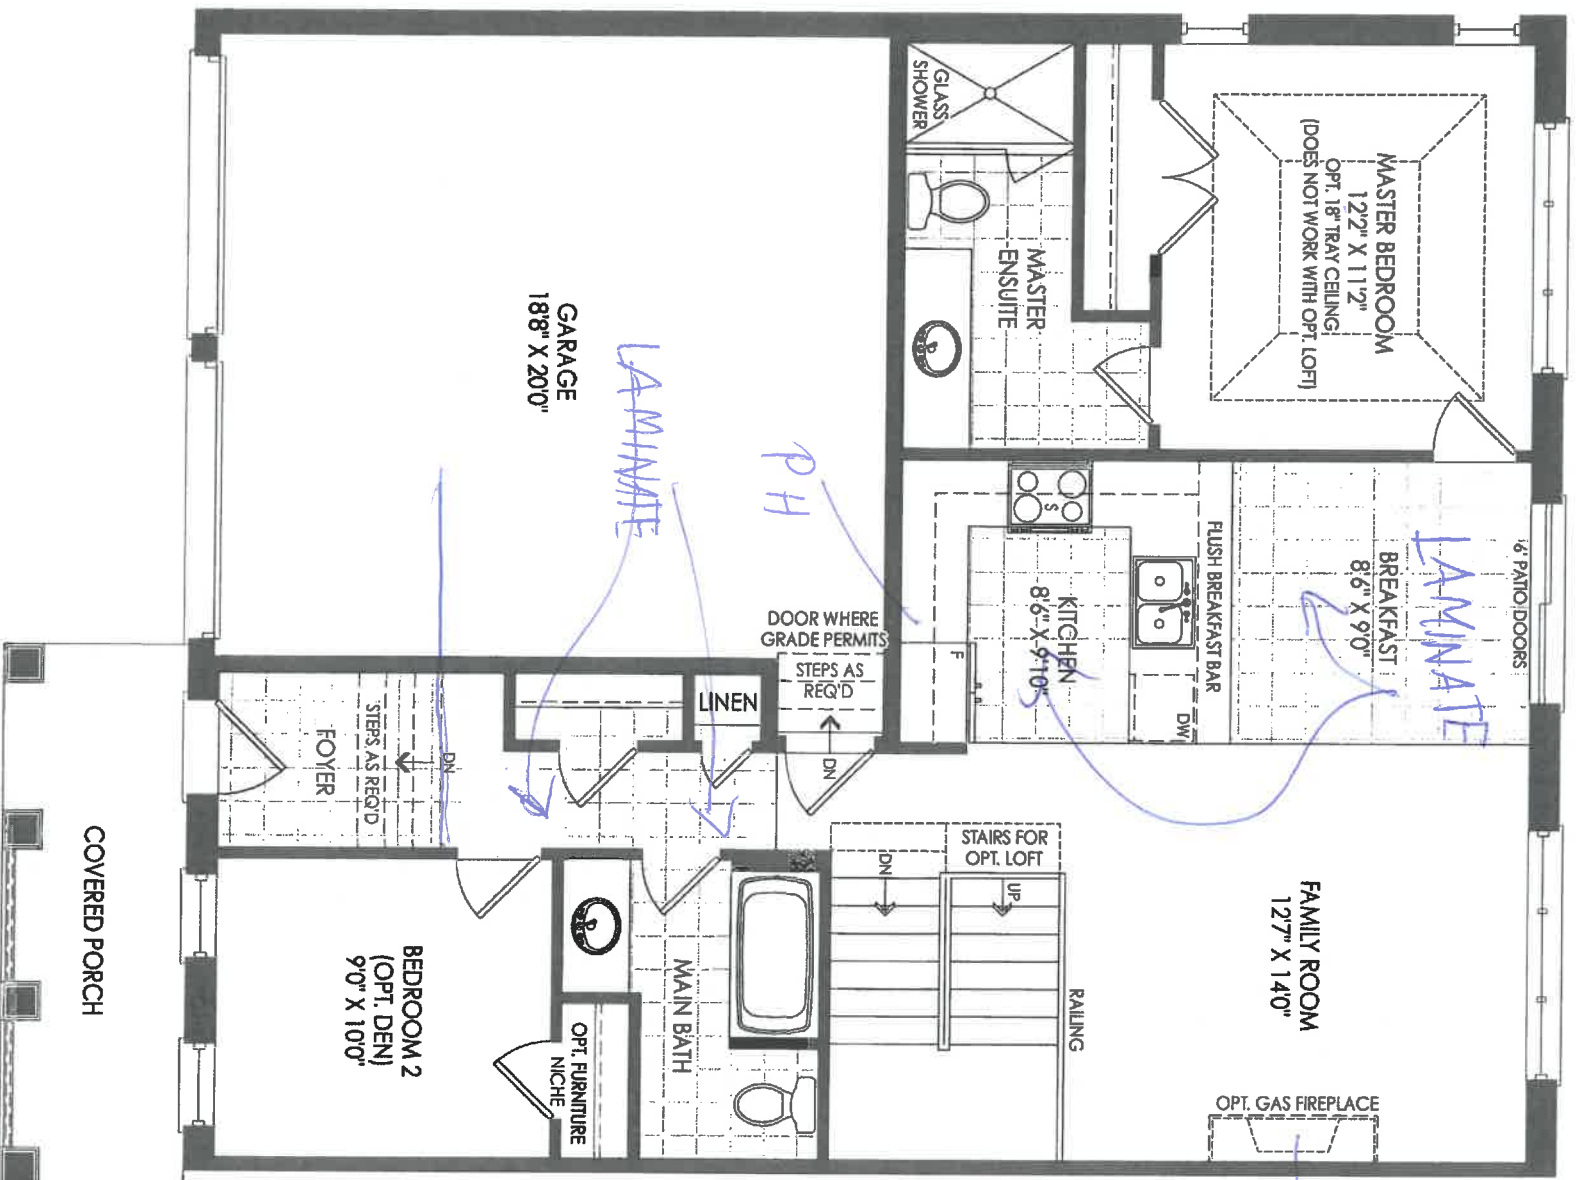 GLASS
SHOWER
MASTER BEDROOM
12'2" X 11'2"
OPT. 18" TRAY CEILING
(DOES NOT WORK WITH OPT. LOFT)
MASTER
ENSUITE
GARAGE
18'8" X 20'0"
LAMINATE
PH
6' PATIO DOORS
LAMINATE
BREAKFAST
8'6" X 9'0"
FLUSH BREAKFAST BAR
S
KITCHEN
8'6" X 9'10"
DW
F
DOOR WHERE
GRADE PERMITS
STEPS AS
REQ'D
LINEN
DN
DN
STEPS AS REQ'D
FOYER
STAIRS FOR
OPT. LOFT
DN
UP
RAILING
FAMILY ROOM
12'7" X 14'0"
OPT. GAS FIREPLACE
MAIN BATH
OPT. FURNITURE
NICHE
BEDROOM 2
(OPT. DEN)
9'0" X 10'0"
COVERED PORCH